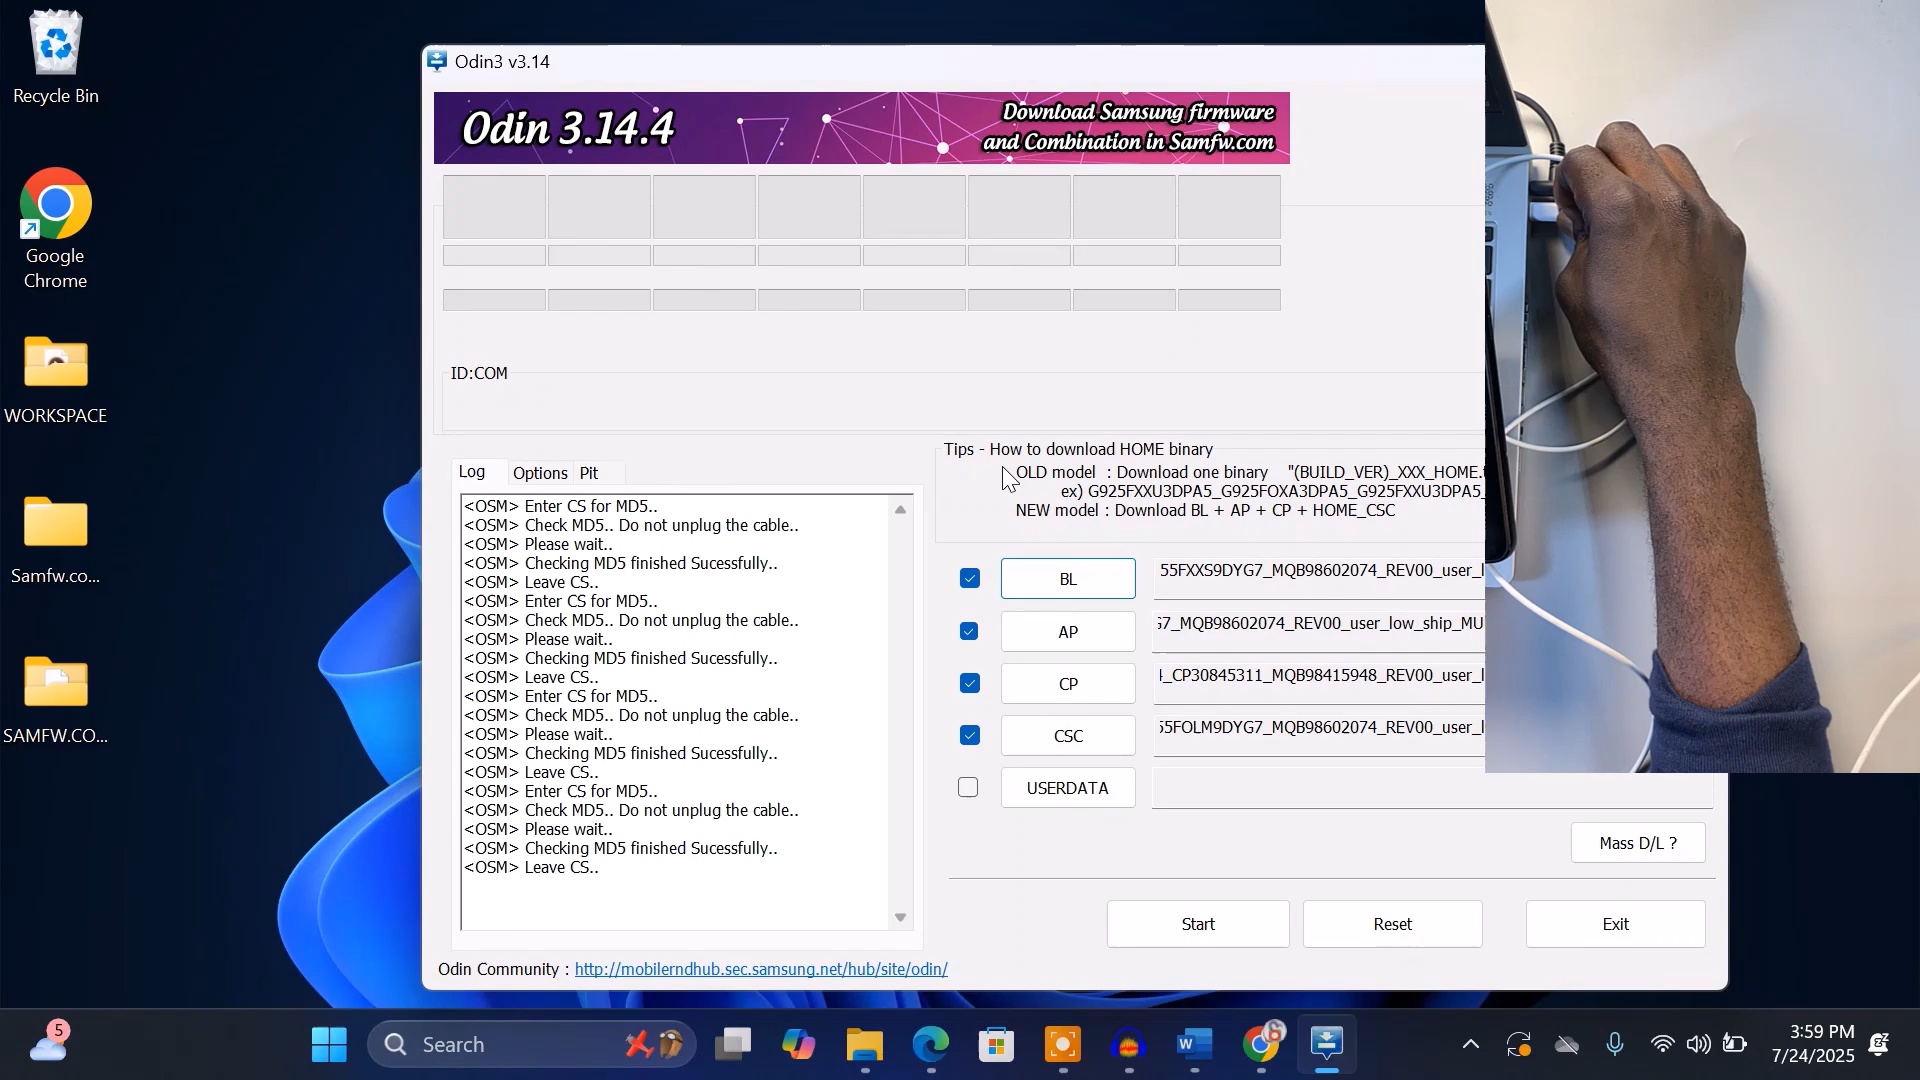 Recycle Bin
Google
Chrome
WORKSPACE
Samfw.co...
SAMFW.CO...
Odin3 v3.14
Odin 3.14.4
Download Samsung firmware
and Combination in Samfw.com
ID:COM
Log
Options
Pit
<OSM> Enter CS for MD5..
<OSM> Check MD5.. Do not unplug the cable..
<OSM> Please wait..
<OSM> Checking MD5 finished Sucessfully..
<OSM> Leave CS..
<OSM> Enter CS for MD5..
<OSM> Check MD5.. Do not unplug the cable..
<OSM> Please wait..
<OSM> Checking MD5 finished Sucessfully..
<OSM> Leave CS..
<OSM> Enter CS for MD5..
<OSM> Check MD5.. Do not unplug the cable..
<OSM> Please wait..
<OSM> Checking MD5 finished Sucessfully..
<OSM> Leave CS..
<OSM> Enter CS for MD5..
<OSM> Check MD5.. Do not unplug the cable..
<OSM> Please wait..
<OSM> Checking MD5 finished Sucessfully..
<OSM> Leave CS..
Tips - How to download HOME binary
OLD model : Download one binary "(BUILD_VER)_XXX_HOME.
ex) G925FXXU3DPA5_G925FOXA3DPA5_G925FXXU3DPA5_
NEW model : Download BL + AP + CP + HOME_CSC
BL
55FXXS9DYG7_MQB98602074_REV00_user_l
AP
G7_MQB98602074_REV00_user_low_ship_MU
CP
_CP30845311_MQB98415948_REV00_user_l
CSC
55FOLM9DYG7_MQB98602074_REV00_user_l
USERDATA
Mass D/L ?
Start
Reset
Exit
Odin Community : http://mobilerndhub.sec.samsung.net/hub/site/odin/
5
Search
6
3:59 PM
7/24/2025